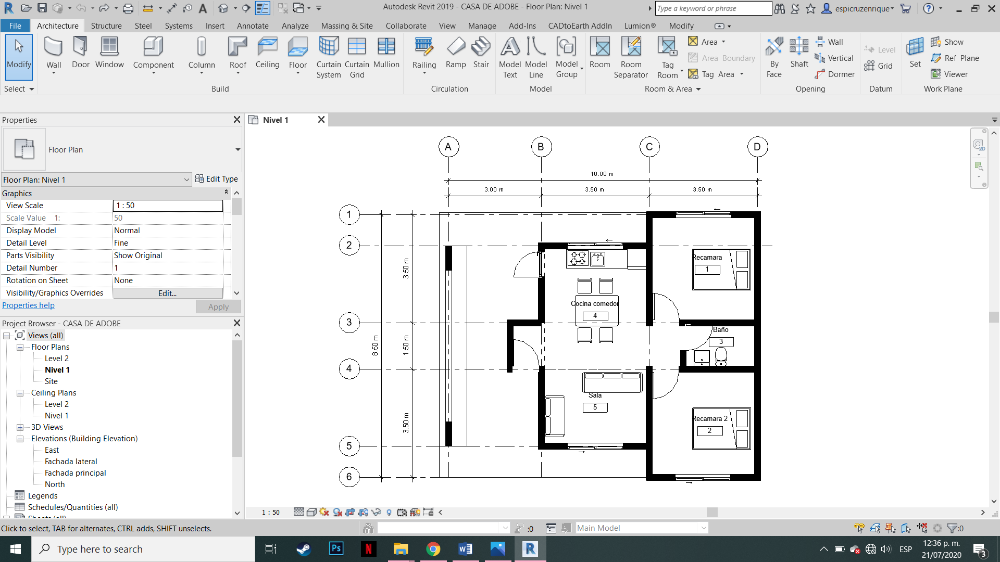 Autodesk Revit 2019 - CASA DE ADOBE - Floor Plan: Nivel 1
Type a keyword or phrase
espicruzenrique
File Architecture Structure Steel Systems Insert Annotate Analyze Massing & Site Collaborate View Manage Add-Ins CADtoEarth AddIn Lumion® Modify
Modify Wall Door Window Component Column Roof Ceiling Floor Curtain System Curtain Grid Mullion Railing Ramp Stair Model Text Model Line Model Group Room Room Separator Tag Room
Area
Area Boundary
Tag Area
By Face
Shaft
Wall
Vertical
Dormer
Level
Grid
Set
Show
Ref Plane
Viewer
Select Build Circulation Model Room & Area Opening Datum Work Plane
Properties
Floor Plan
Floor Plan: Nivel 1
Edit Type
Graphics
View Scale 1 : 50
Scale Value 1: 50
Display Model Normal
Detail Level Fine
Parts Visibility Show Original
Detail Number 1
Rotation on Sheet None
Visibility/Graphics Overrides Edit...
Properties help
Apply
Project Browser - CASA DE ADOBE
Views (all)
Floor Plans
Level 2
Nivel 1
Site
Ceiling Plans
Level 2
Nivel 1
3D Views
Elevations (Building Elevation)
East
Fachada lateral
Fachada principal
North
Legends
Schedules/Quantities (all)
Sheets (all)
Nivel 1
2D
A B C D
10.00 m
3.00 m 3.50 m 3.50 m
1
2
3
4
5
6
3.50 m
8.50 m
1.50 m
3.50 m
Recamara
1
Cocina comedor
4
Baño
3
Sala
5
Recamara 2
2
1 : 50
Click to select, TAB for alternates, CTRL adds, SHIFT unselects.
:0
Main Model
:0
Type here to search
Ps
N
W
R
ESP
12:36 p. m.
21/07/2020
3